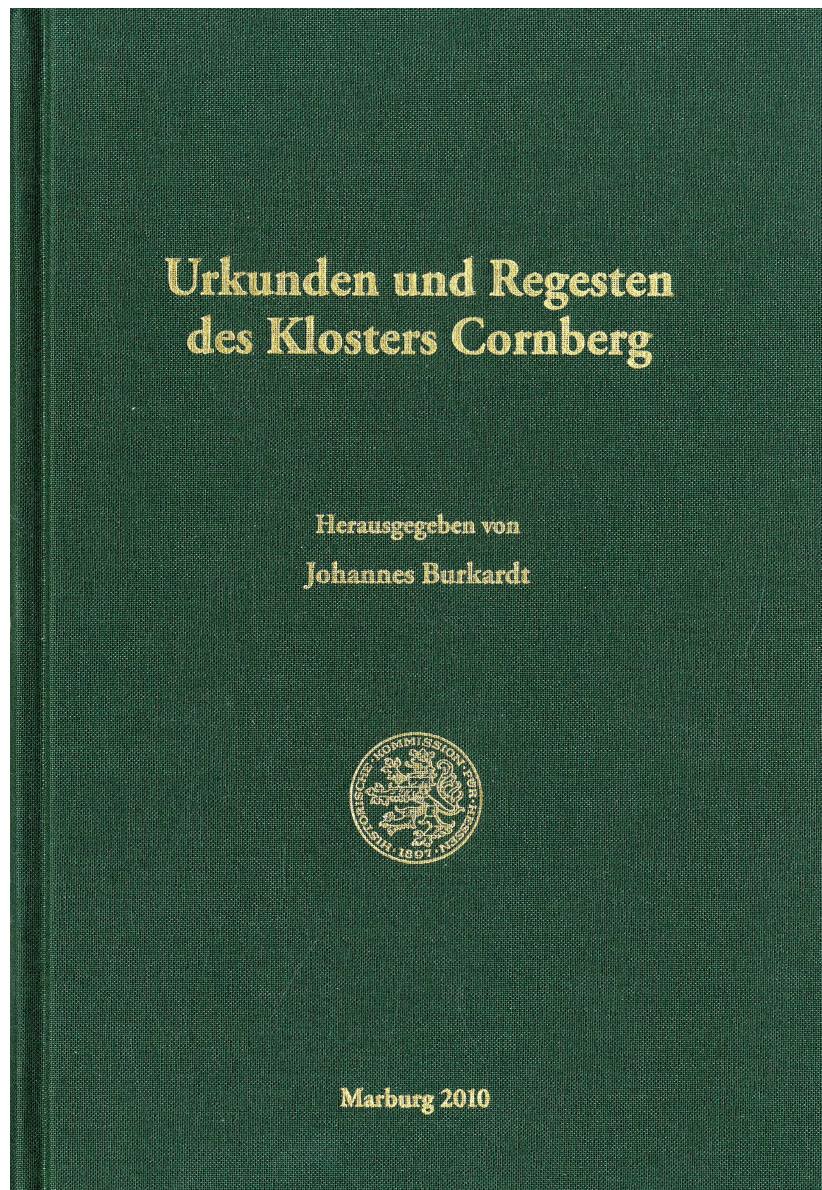 Urkunden und Regesten
des Klosters Cornberg
Herausgegeben von
Johannes Burkardt
HISTORISCHE · KOMMISSION · FÜR · HESSEN · 1897 ·
Marburg 2010